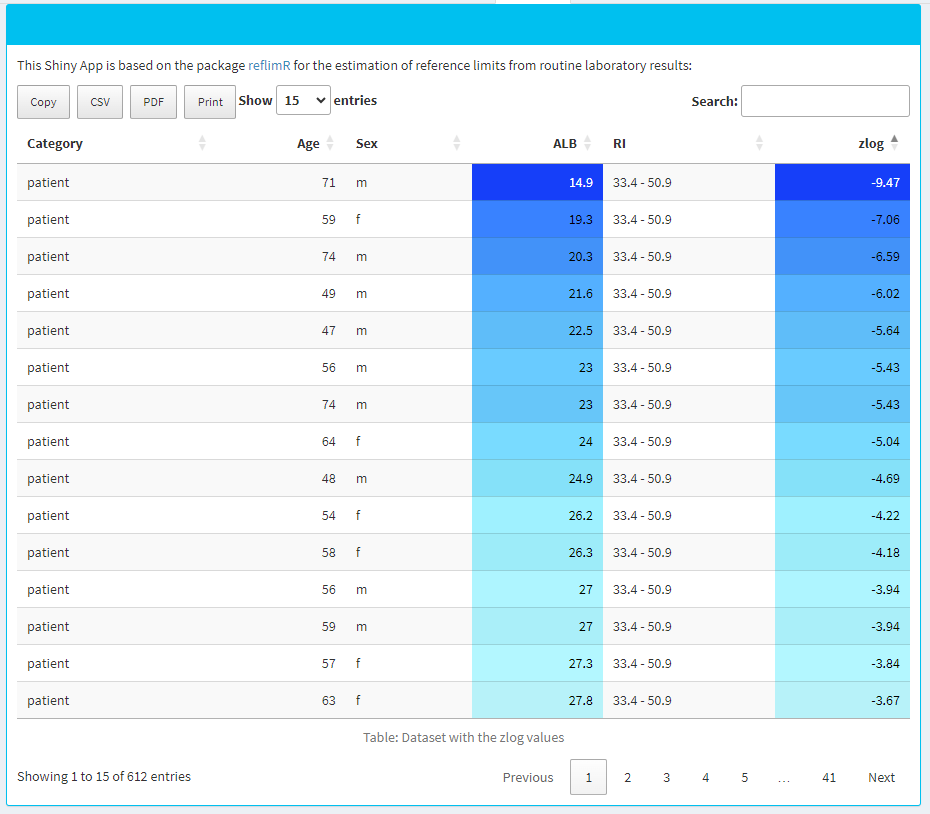 This Shiny App is based on the package reflimR for the estimation of reference limits from routine laboratory results:
Copy CSV PDF Print Show 15 entries Search:
Category Age Sex ALB RI zlog
patient 71 m 14.9 33.4 - 50.9 -9.47
patient 59 f 19.3 33.4 - 50.9 -7.06
patient 74 m 20.3 33.4 - 50.9 -6.59
patient 49 m 21.6 33.4 - 50.9 -6.02
patient 47 m 22.5 33.4 - 50.9 -5.64
patient 56 m 23 33.4 - 50.9 -5.43
patient 74 m 23 33.4 - 50.9 -5.43
patient 64 f 24 33.4 - 50.9 -5.04
patient 48 m 24.9 33.4 - 50.9 -4.69
patient 54 f 26.2 33.4 - 50.9 -4.22
patient 58 f 26.3 33.4 - 50.9 -4.18
patient 56 m 27 33.4 - 50.9 -3.94
patient 59 m 27 33.4 - 50.9 -3.94
patient 57 f 27.3 33.4 - 50.9 -3.84
patient 63 f 27.8 33.4 - 50.9 -3.67
Table: Dataset with the zlog values
Showing 1 to 15 of 612 entries Previous 1 2 3 4 5 … 41 Next